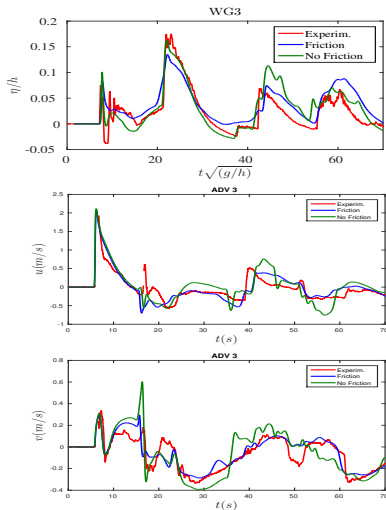 WG3
η/h
0.2
0.15
0.1
0.05
0
-0.05
Experim.
Friction
No Friction
0 20 40 60
t√(g/h)
ADV 3
u(m/s)
2.5
2
1.5
1
0.5
0
-0.5
-1
Experim.
Friction
No Friction
0 10 20 30 40 50 60 70
t(s)
ADV 3
v(m/s)
0.8
0.6
0.4
0.2
0
-0.2
-0.4
Experim.
Friction
No Friction
0 10 20 30 40 50 60 70
t(s)